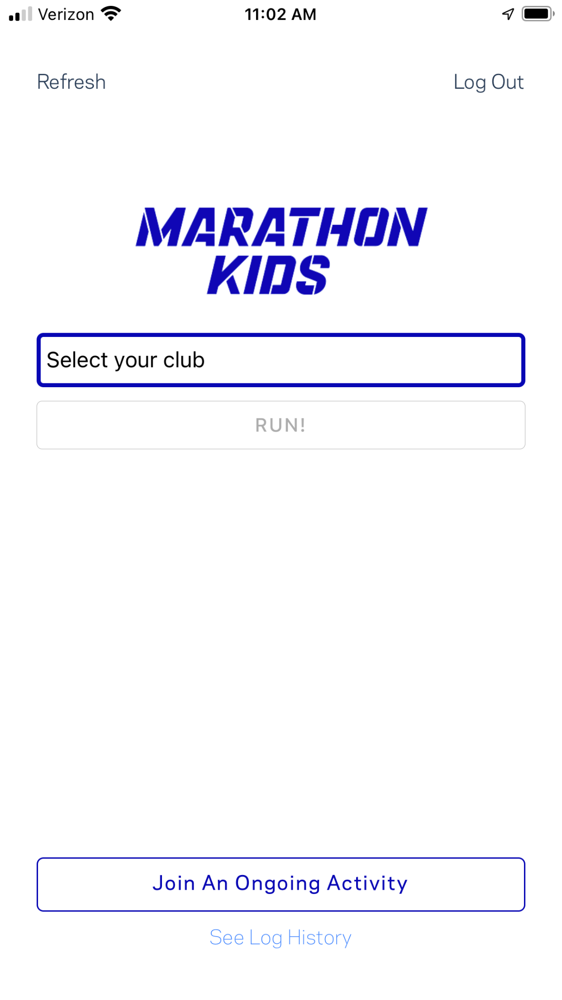 Verizon 11:02 AM
Refresh Log Out
MARATHON
KIDS
Select your club
RUN!
Join An Ongoing Activity
See Log History